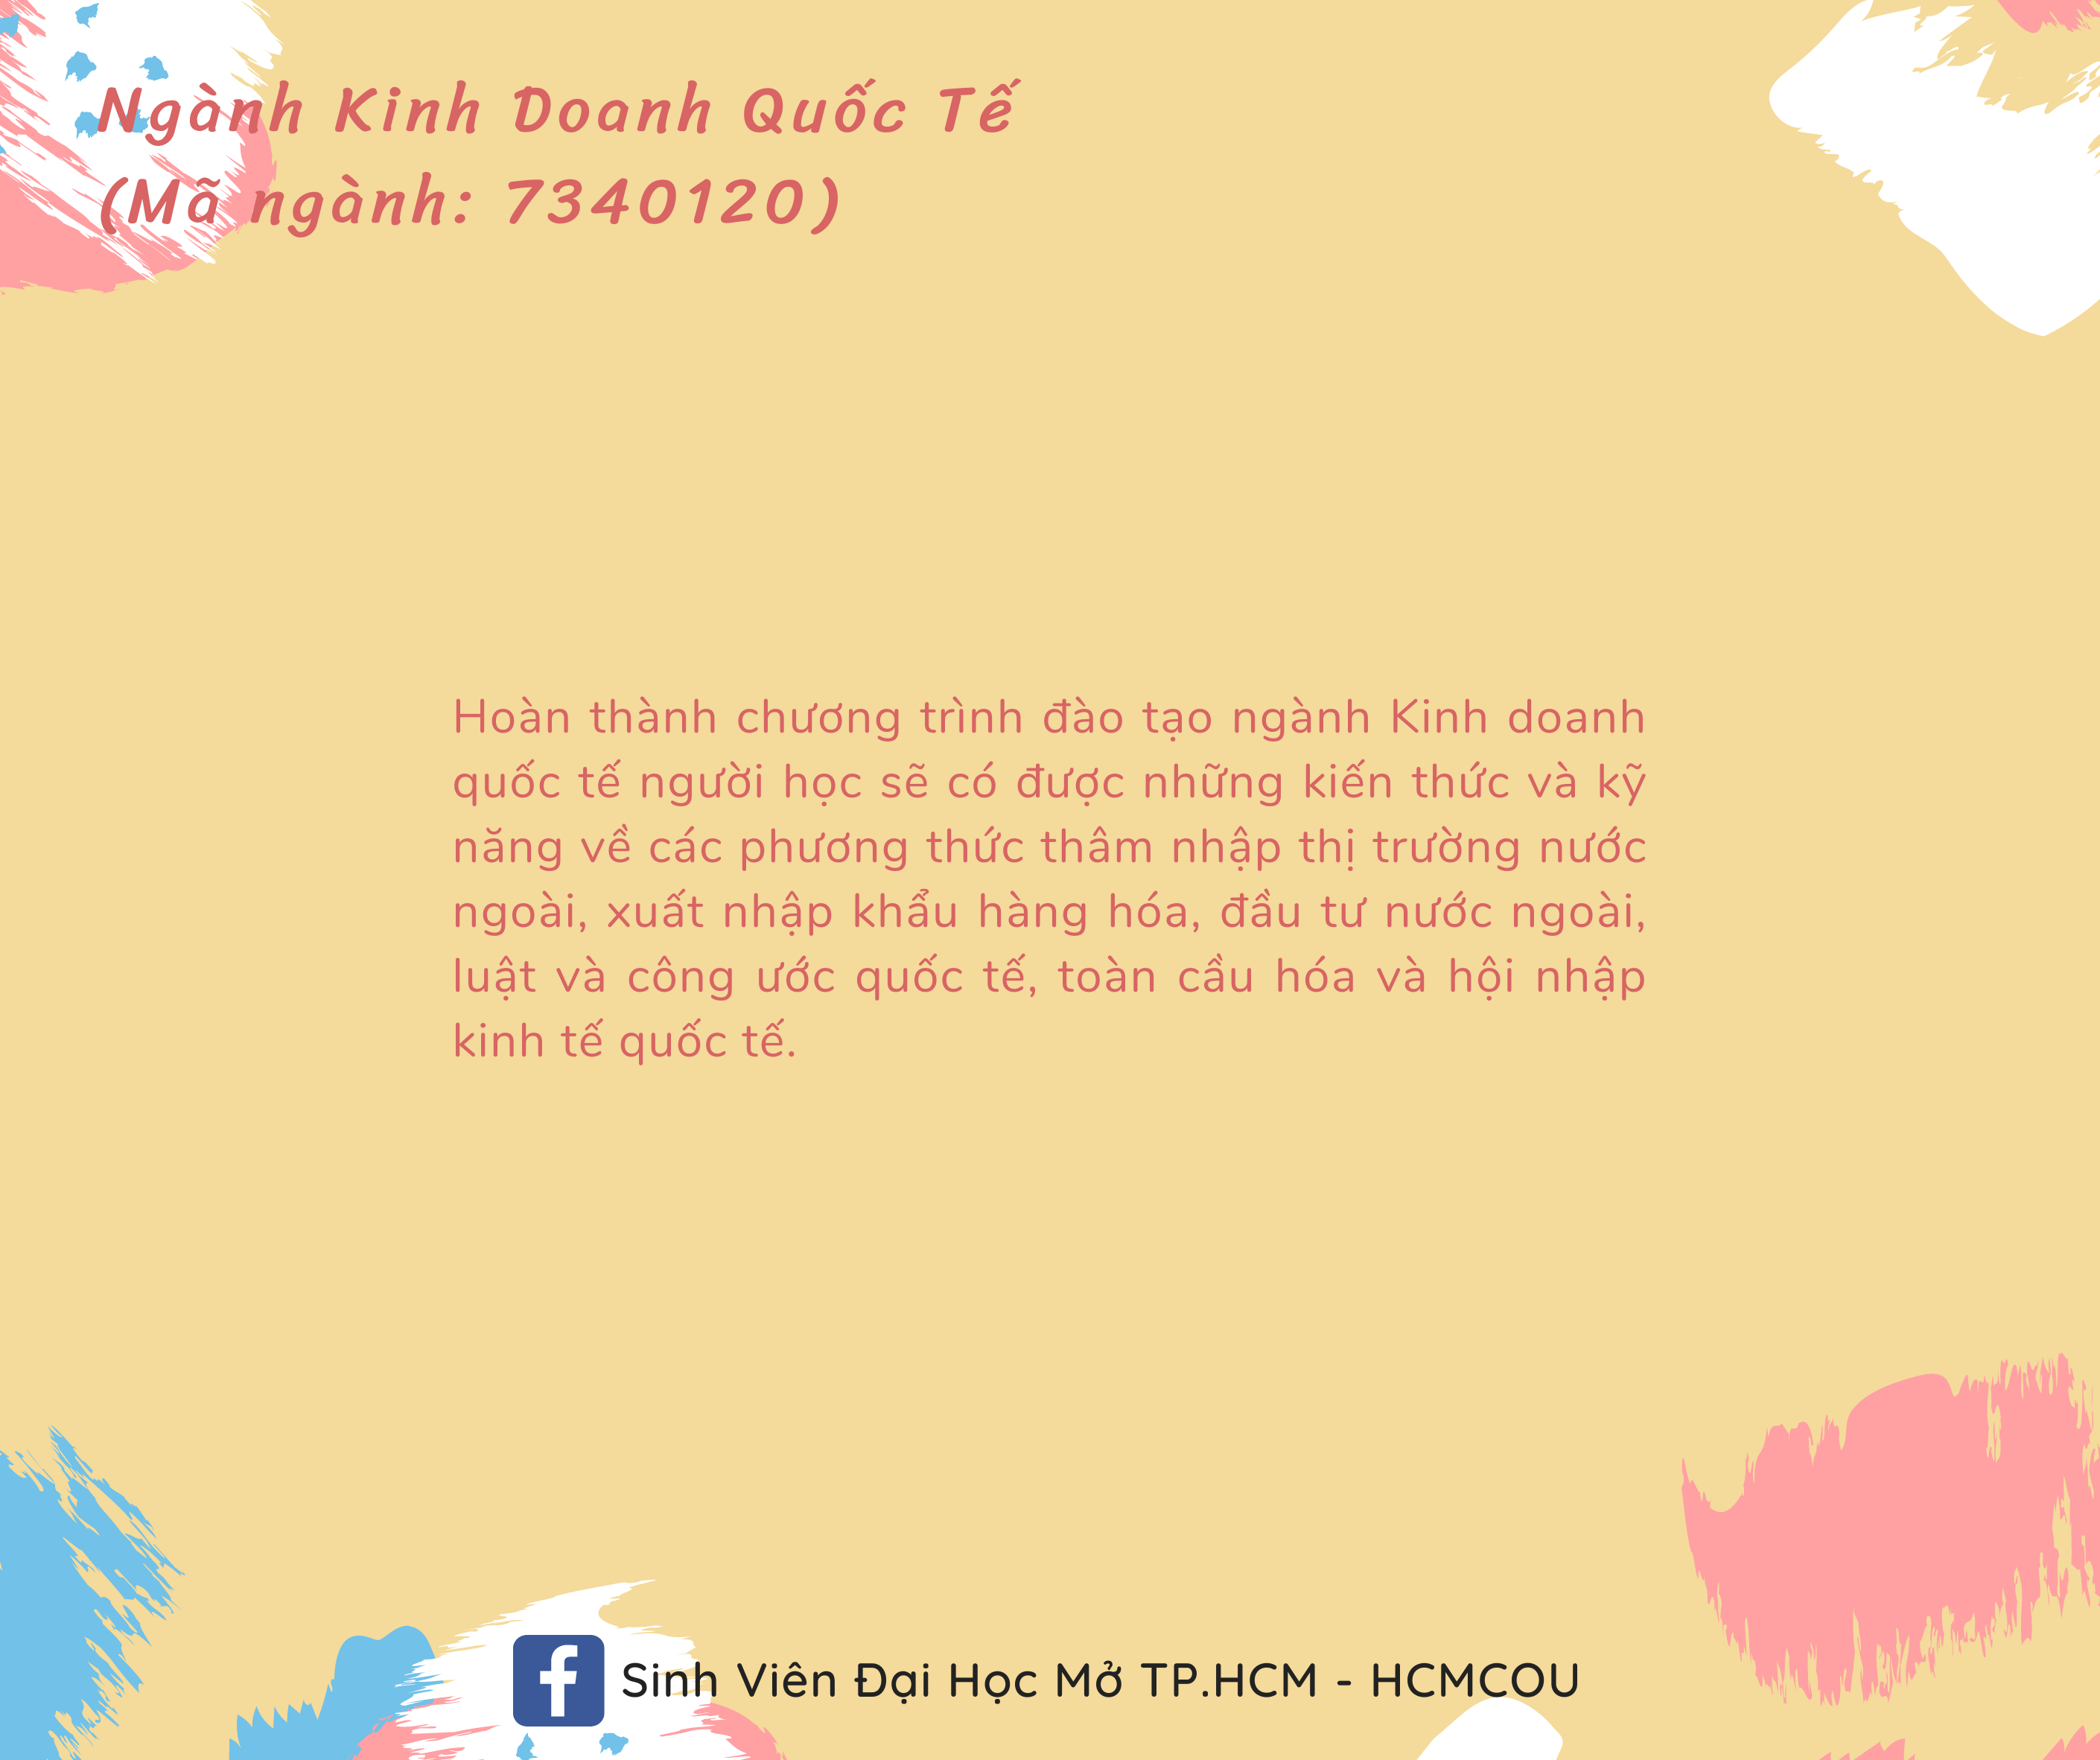 Ngành Kinh Doanh Quốc Tế
(Mã ngành: 7340120)
Hoàn thành chương trình đào tạo ngành Kinh doanh
quốc tế người học sẽ có được những kiến thức và kỹ
năng về các phương thức thâm nhập thị trường nước
ngoài, xuất nhập khẩu hàng hóa, đầu tư nước ngoài,
luật và công ước quốc tế, toàn cầu hóa và hội nhập
kinh tế quốc tế.
Sinh Viên Đại Học Mở TP.HCM - HCMCOU